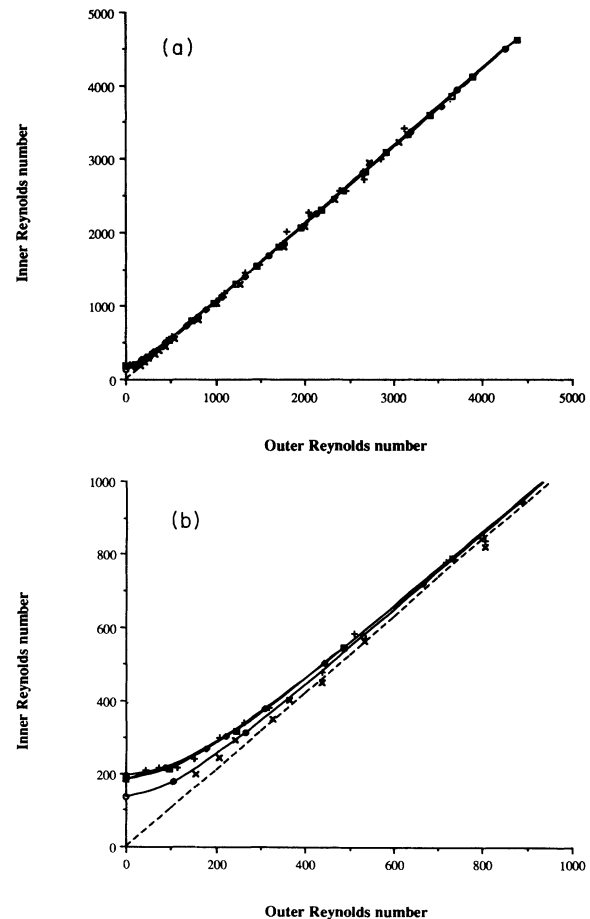 5000
(a)
4000
3000
2000
1000
0
0 1000 2000 3000 4000 5000
Inner Reynolds number
Outer Reynolds number
1000
(b)
800
600
400
200
0
0 200 400 600 800 1000
Inner Reynolds number
Outer Reynolds number